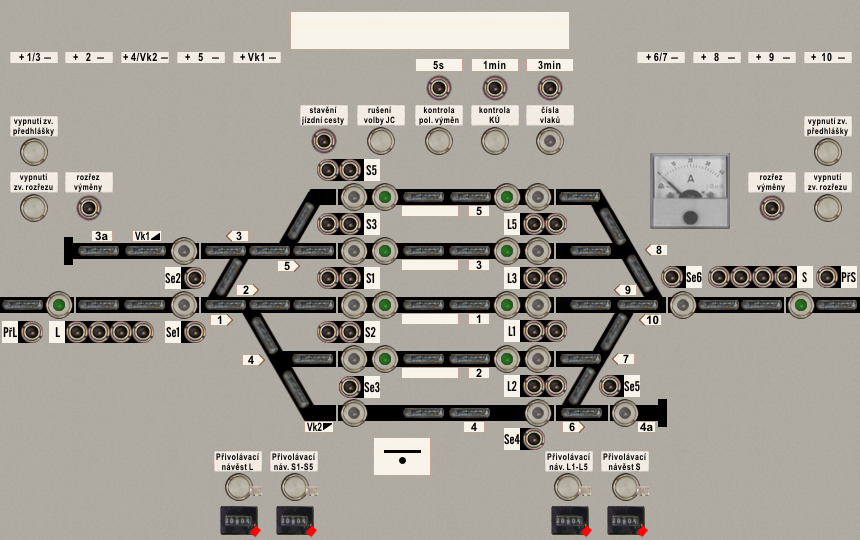 + 1/3 —
+ 2 —
+ 4/Vk2 —
+ 5 —
+ Vk1 —
+ 6/7 —
+ 8 —
+ 9 —
+ 10 —
5s
1min
3min
stavění
jízdní cesty
rušení
volby JC
kontrola
pol. výměn
kontrola
KÚ
čísla
vlaků
vypnutí zv.
předhlášky
vypnutí zv.
předhlášky
vypnutí
zv. rozřezu
rozřez
výměny
rozřez
výměny
vypnutí
zv. rozřezu
A
S5
5
S3
L5
3a
Vk1
3
8
5
3
S1
L3
Se2
Se6
S
PřS
2
9
1
1
10
PřL
L
Se1
S2
L1
4
7
2
Se3
L2
Se5
Vk2
4
6
4a
Se4
Přivolávací
návěst L
Přivolávací
náv. S1-S5
Přivolávací
náv. L1-L5
Přivolávací
návěst S